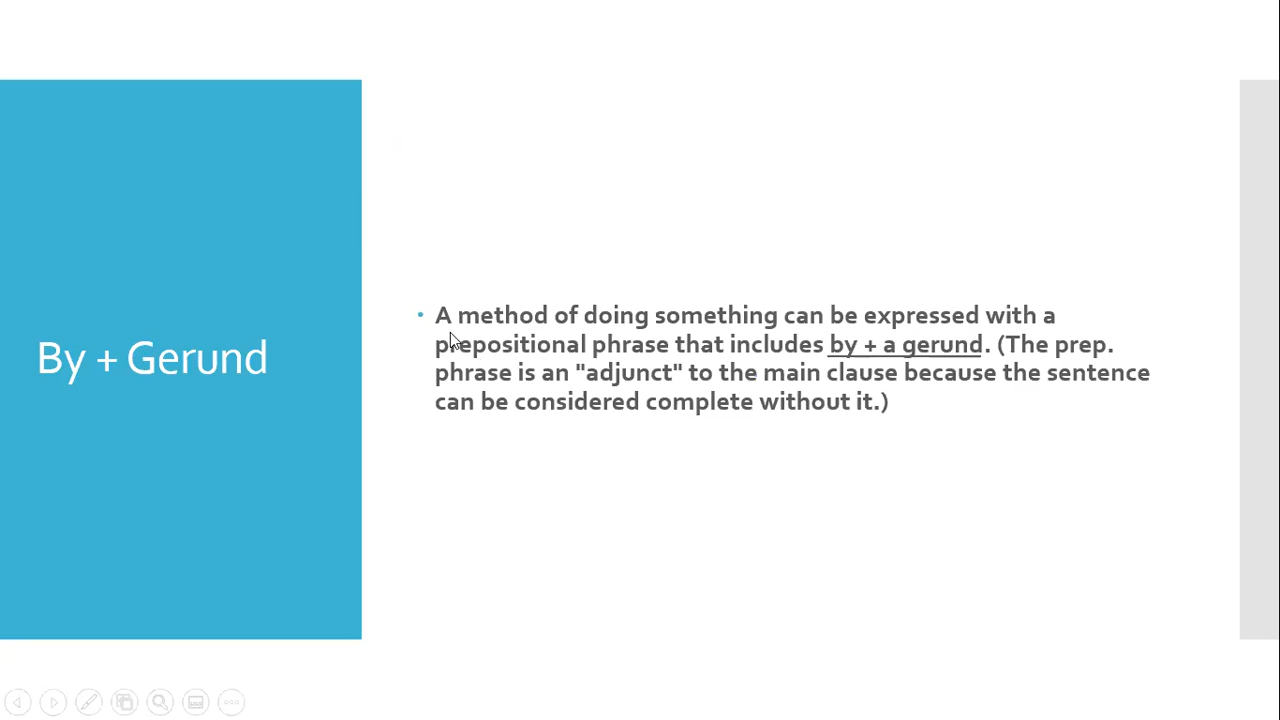 By + Gerund
• A method of doing something can be expressed with a
prepositional phrase that includes by + a gerund. (The prep.
phrase is an "adjunct" to the main clause because the sentence
can be considered complete without it.)